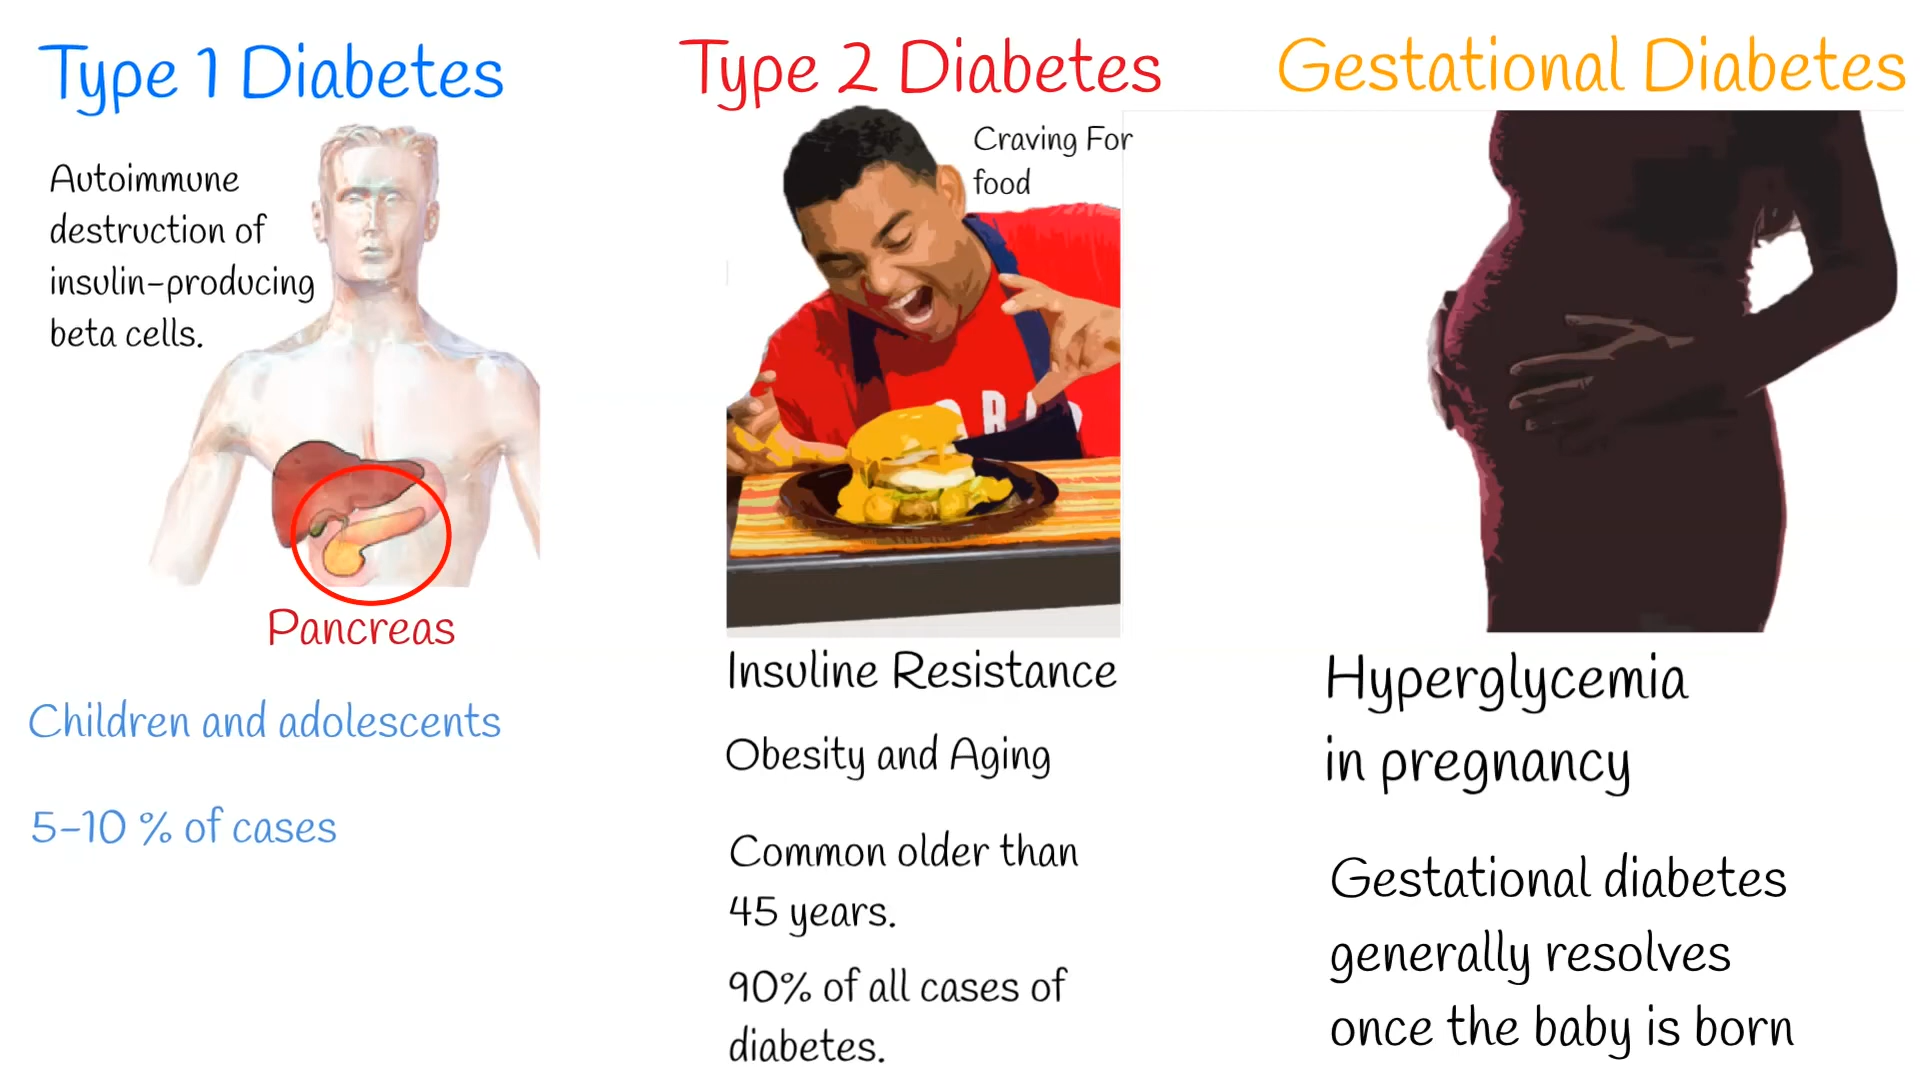 Type 1 Diabetes
Autoimmune
destruction of
insulin-producing
beta cells.
Pancreas
Children and adolescents
5-10 % of cases
Type 2 Diabetes
Craving For
food
Insuline Resistance
Obesity and Aging
Common older than
45 years.
90% of all cases of
diabetes.
Gestational Diabetes
Hyperglycemia
in pregnancy
Gestational diabetes
generally resolves
once the baby is born